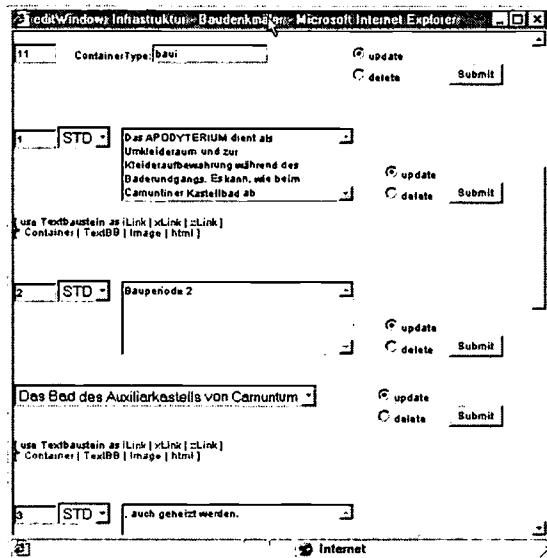 editWindow: Infrastruktur - Baudenkmäler - Microsoft Internet Explorer
11 ContainerType: baui update
delete Submit
1 STD Das APODYTERIUM dient als
Umkleideraum und zur
Kleideraufbewahrung während des
Baderundgangs. Es kann, wie beim
Carnuntiner Kastellbad ab
update
delete Submit
[ use Textbaustein as iLink | xLink | zLink ]
[ Container | TextBB | Image | html ]
2 STD Bauperiode 2
update
delete Submit
Das Bad des Auxiliarkastells von Carnuntum update
delete Submit
[ use Textbaustein as iLink | xLink | zLink ]
[ Container | TextBB | Image | html ]
3 STD , auch geheizt werden.
Internet